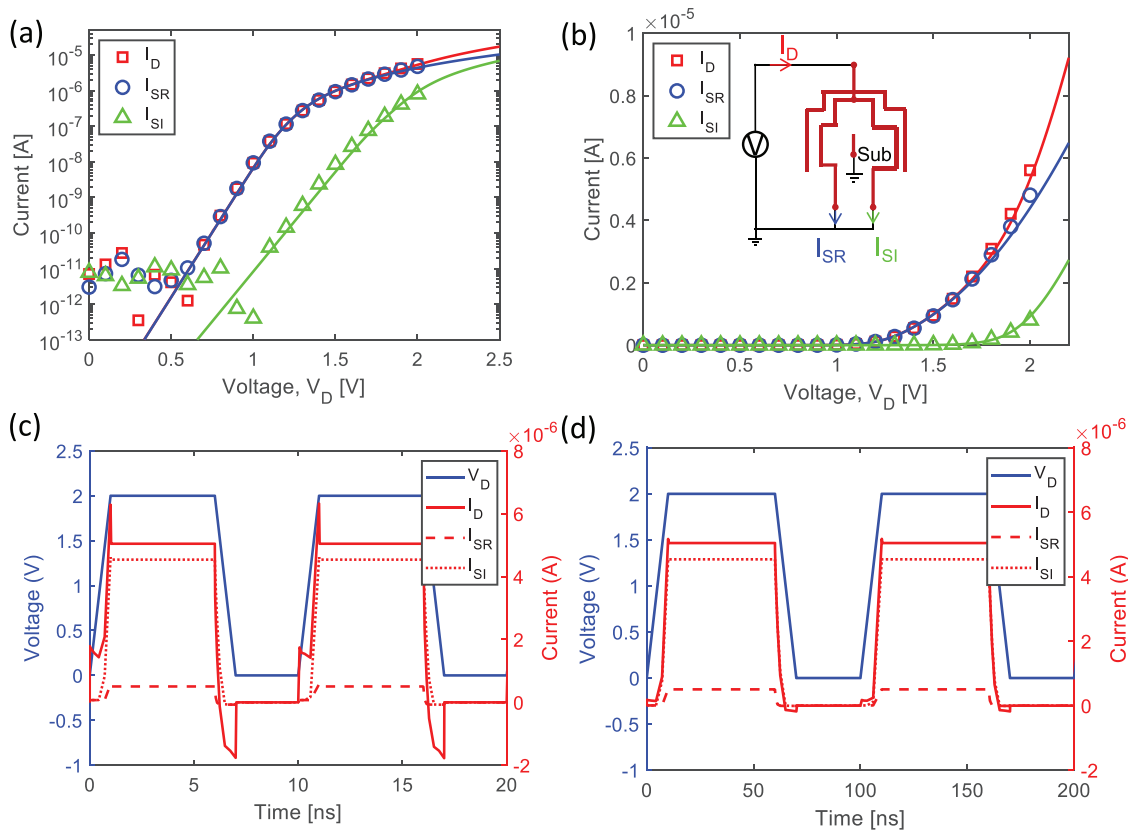 (a)
I_D
I_SR
I_SI
10^-5
10^-6
10^-7
10^-8
10^-9
10^-10
10^-11
10^-12
10^-13
Current [A]
0 0.5 1 1.5 2 2.5
Voltage, V_D [V]
(b)
×10^-5
I_D
I_SR
I_SI
I_D
V
Sub
I_SR I_SI
1
0.8
0.6
0.4
0.2
0
Current [A]
0 0.5 1 1.5 2
Voltage, V_D [V]
(c)
×10^-6
V_D
I_D
I_SR
I_SI
2.5
2
1.5
1
0.5
0
-0.5
-1
Voltage (V)
8
6
4
2
0
-2
Current (A)
0 5 10 15 20
Time [ns]
(d)
×10^-6
V_D
I_D
I_SR
I_SI
2.5
2
1.5
1
0.5
0
-0.5
-1
Voltage (V)
8
6
4
2
0
-2
Current (A)
0 50 100 150 200
Time [ns]